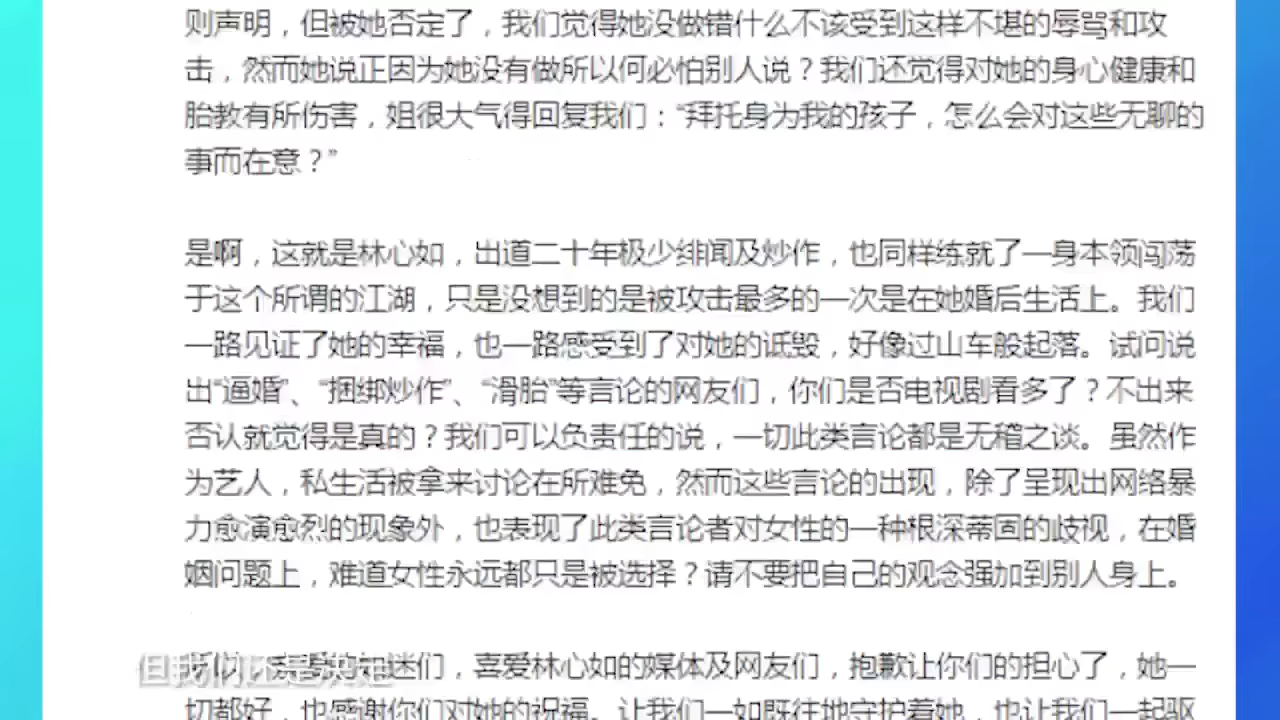 则声明，但被她否定了，我们觉得她没做错什么不该受到这样不堪的辱骂和攻
击，然而她说正因为她没有做所以何必怕别人说？我们还觉得对她的身心健康和
胎教有所伤害，姐很大气得回复我们：“拜托身为我的孩子，怎么会对这些无聊的
事而在意？”
是啊，这就是林心如，出道二十年极少绯闻及炒作，也同样练就了一身本领闯荡
于这个所谓的江湖，只是没想到的是被攻击最多的一次是在她婚后生活上。我们
一路见证了她的幸福，也一路感受到了对她的诋毁，好像过山车般起落。试问说
出“逼婚”、“捆绑炒作”、“滑胎”等言论的网友们，你们是否电视剧看多了？不出来
否认就觉得是真的？我们可以负责任的说，一切此类言论都是无稽之谈。虽然作
为艺人，私生活被拿来讨论在所难免，然而这些言论的出现，除了呈现出网络暴
力愈演愈烈的现象外，也表现了此类言论者对女性的一种根深蒂固的歧视，在婚
姻问题上，难道女性永远都只是被选择？请不要把自己的观念强加到别人身上。
所以，迷们，喜爱林心如的媒体及网友们，抱歉让你们的担心了，她一
但我们还是
切都好，也感谢你们对她的祝福。让我们一如既往地守护着她，也让我们一起驱